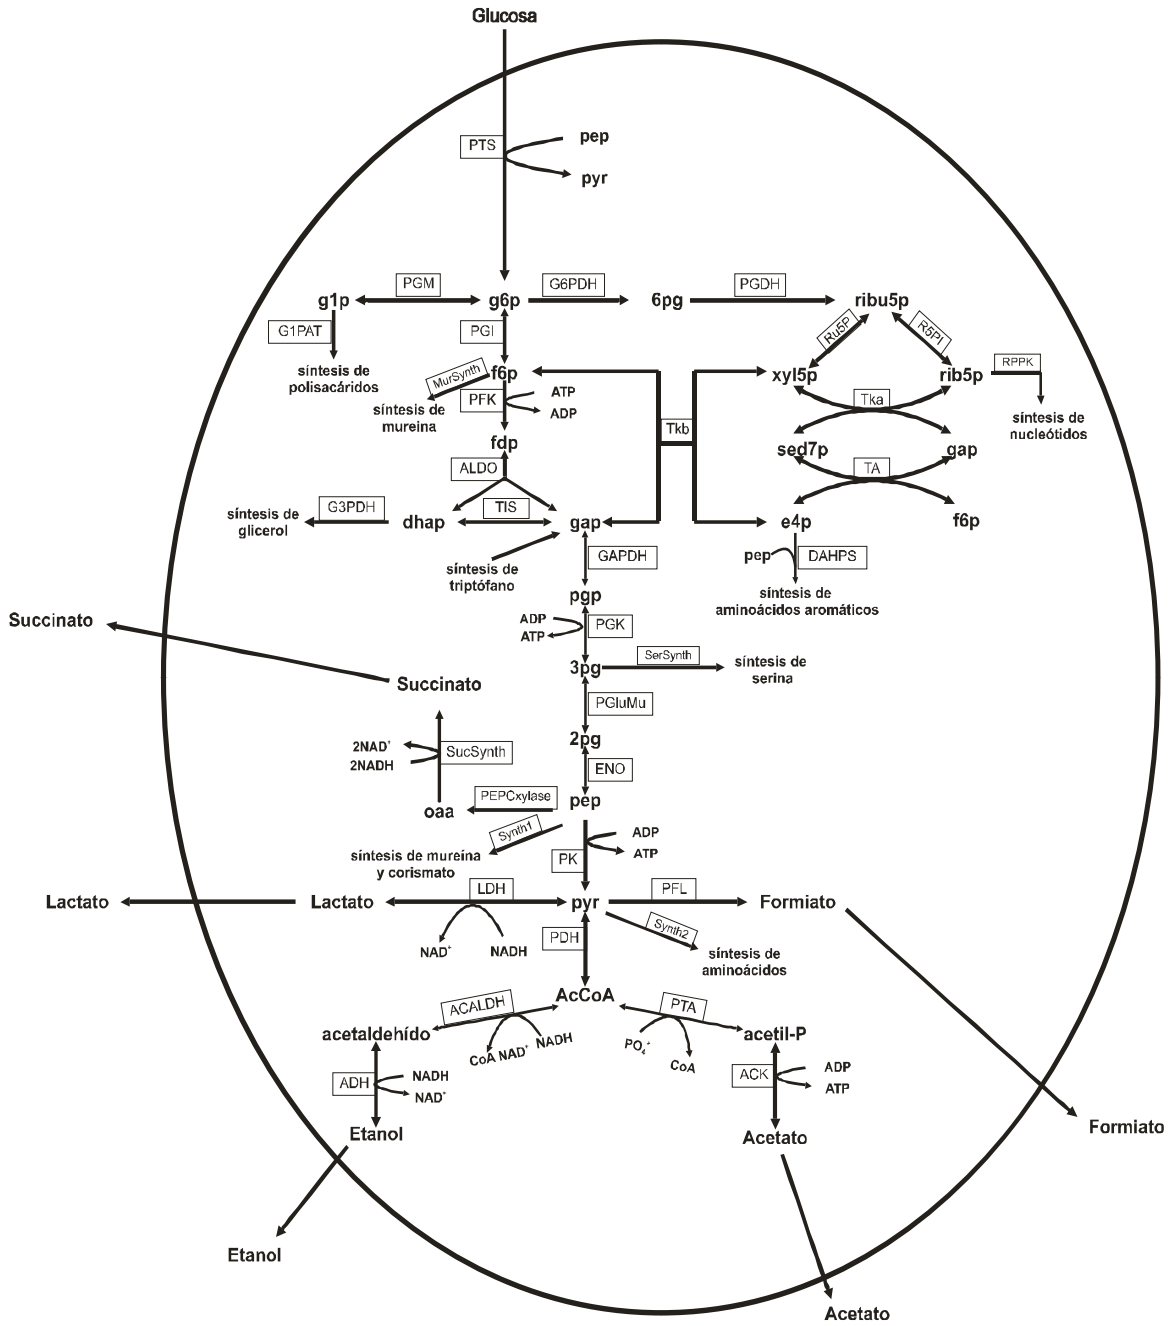 Glucosa
PTS
pep
pyr
g1p
PGM
g6p
G6PDH
6pg
PGDH
ribu5p
G1PAT
síntesis de
polisacáridos
PGI
Ru5P
R5PI
MurSynth
f6p
síntesis de
mureina
PFK
ATP
ADP
xyl5p
rib5p
RPPK
síntesis de
nucleótidos
Tka
Tkb
fdp
sed7p
gap
ALDO
TA
síntesis de
glicerol
G3PDH
dhap
TIS
gap
e4p
f6p
síntesis de
triptófano
GAPDH
pep
DAHPS
síntesis de
aminoácidos aromáticos
pgp
ADP
ATP
PGK
3pg
SerSynth
síntesis de
serina
Succinato
Succinato
PGluMu
2pg
2NAD⁺
2NADH
SucSynth
ENO
pep
PEPCxylase
oaa
Synth1
síntesis de mureína
y corismato
PK
ADP
ATP
Lactato
Lactato
LDH
pyr
PFL
Formiato
NAD⁺
NADH
PDH
Synth2
síntesis de
aminoácidos
AcCoA
ACALDH
PTA
acetaldehído
CoA NAD⁺ NADH
PO₄⁺
CoA
acetil-P
ADH
NADH
NAD⁺
ACK
ADP
ATP
Etanol
Acetato
Formiato
Etanol
Acetato